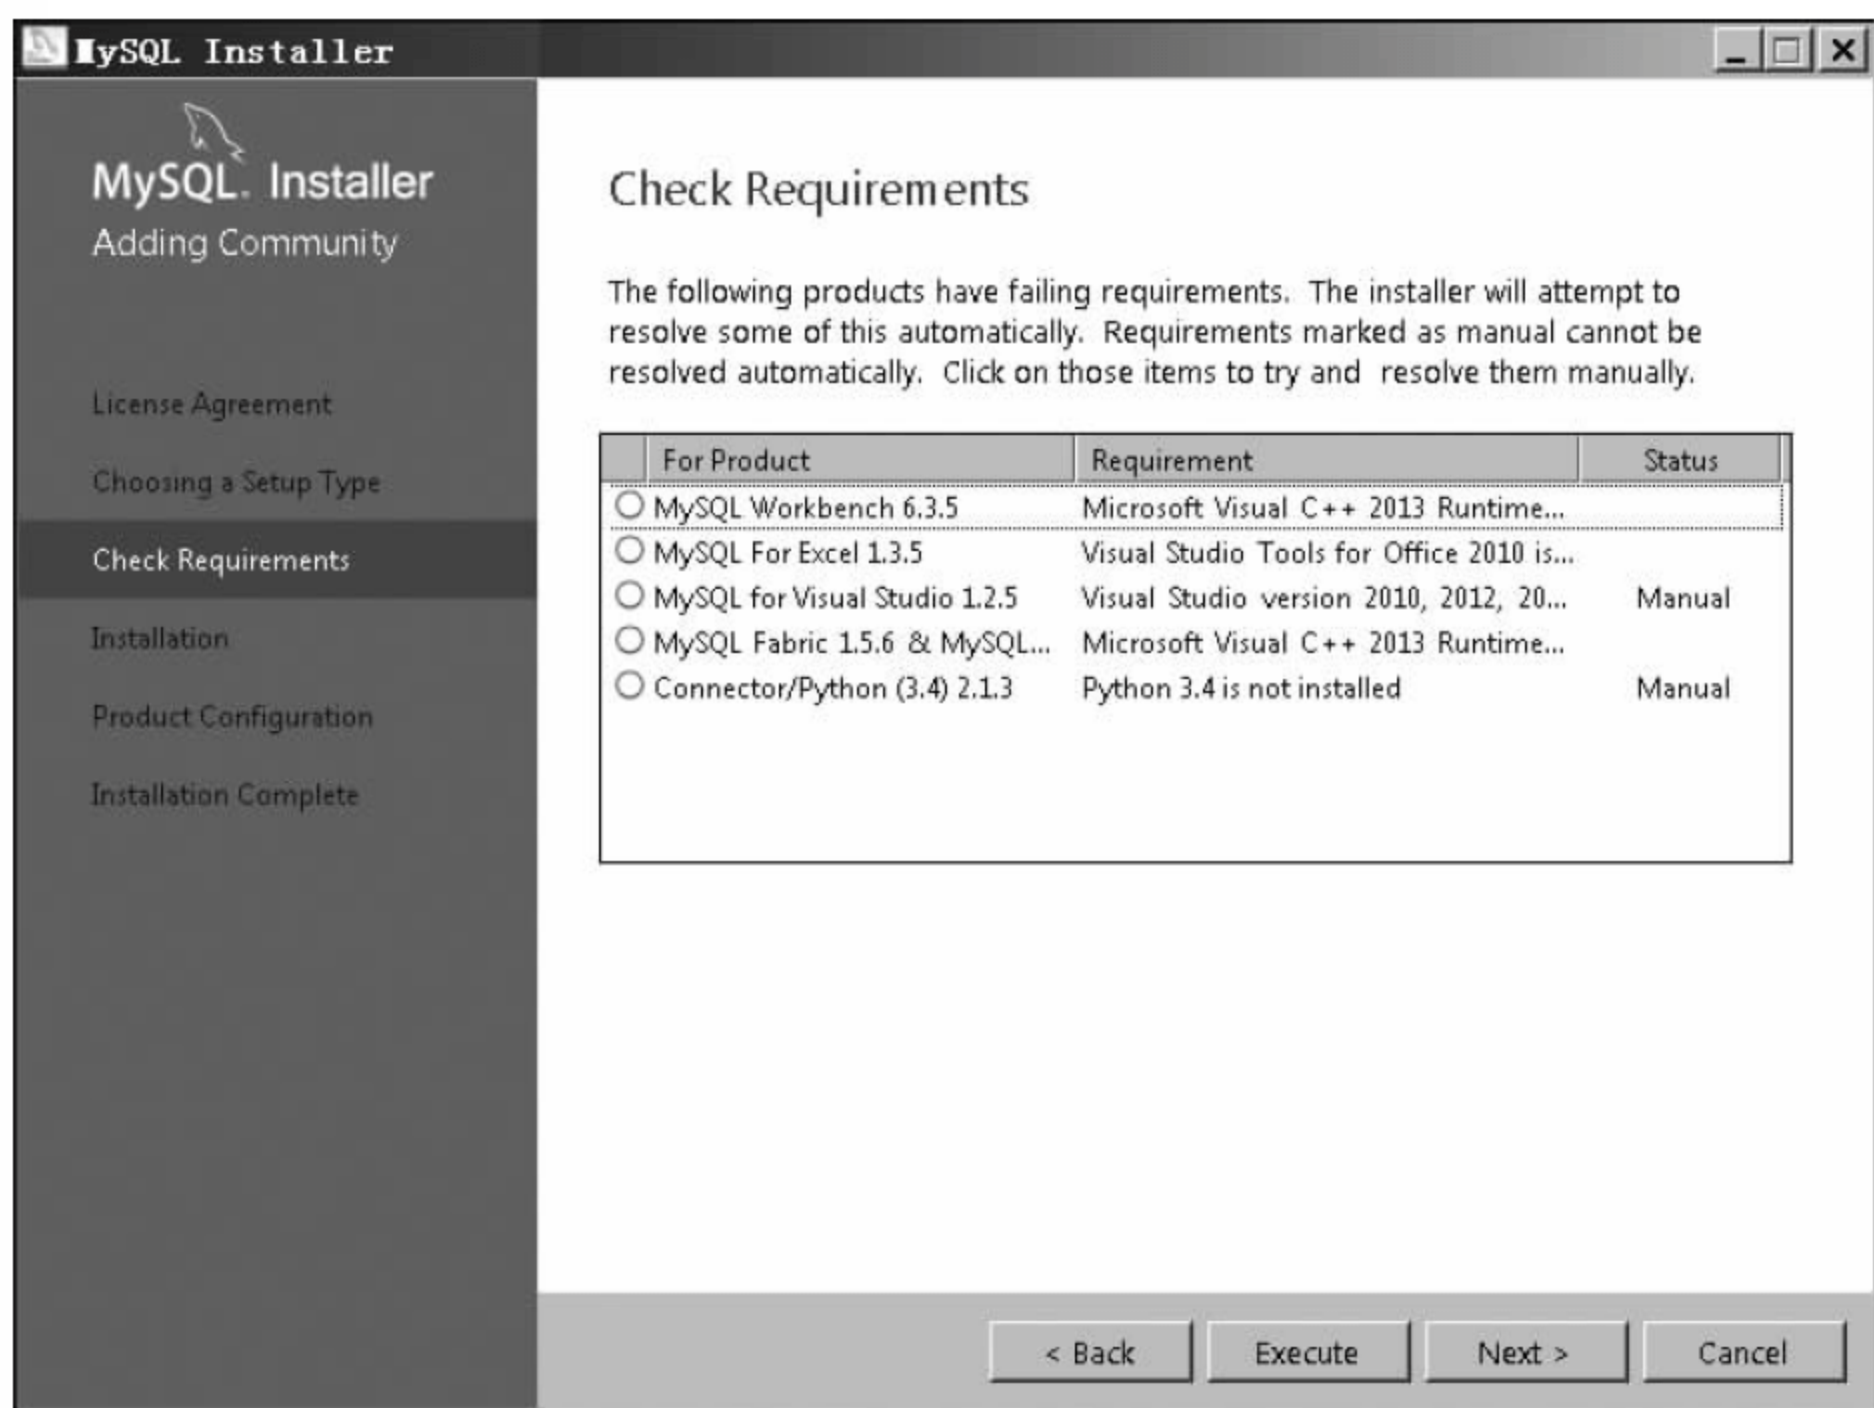 MySQL Installer
MySQL. Installer
Adding Community
License Agreement
Choosing a Setup Type
Check Requirements
Installation
Product Configuration
Installation Complete
Check Requirements
The following products have failing requirements. The installer will attempt to
resolve some of this automatically. Requirements marked as manual cannot be
resolved automatically. Click on those items to try and resolve them manually.
For Product Requirement Status
MySQL Workbench 6.3.5 Microsoft Visual C++ 2013 Runtime...
MySQL For Excel 1.3.5 Visual Studio Tools for Office 2010 is...
MySQL for Visual Studio 1.2.5 Visual Studio version 2010, 2012, 20... Manual
MySQL Fabric 1.5.6 & MySQL... Microsoft Visual C++ 2013 Runtime...
Connector/Python (3.4) 2.1.3 Python 3.4 is not installed Manual
< Back Execute Next > Cancel